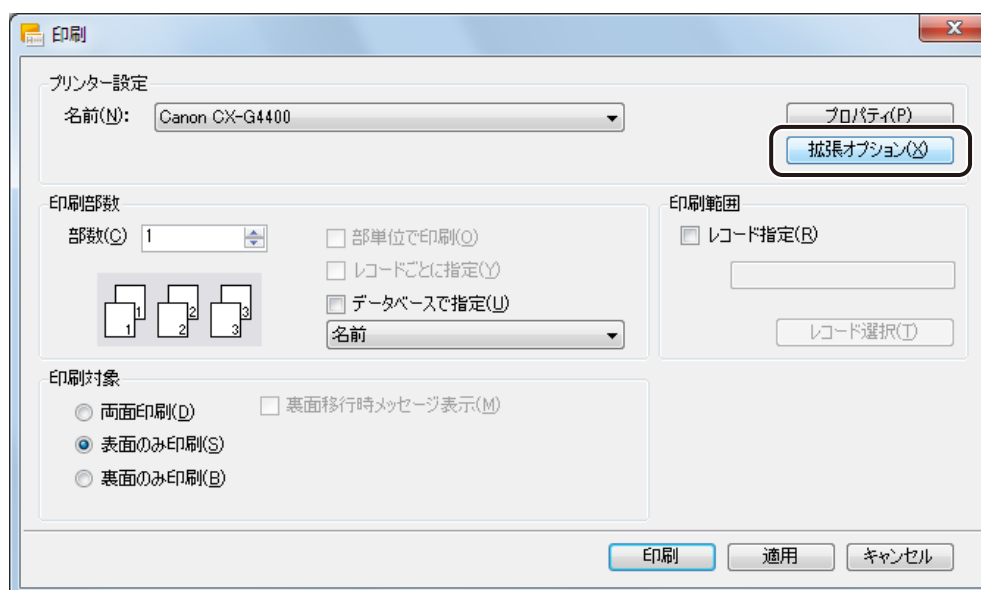 印刷
プリンター設定
名前(N): Canon CX-G4400
プロパティ(P)
拡張オプション(X)
印刷部数
部数(C) 1
1 1 2 2 3 3
部単位で印刷(O)
レコードごとに指定(Y)
データベースで指定(U)
名前
印刷範囲
レコード指定(R)
レコード選択(T)
印刷対象
両面印刷(D)
裏面移行時メッセージ表示(M)
表面のみ印刷(S)
裏面のみ印刷(B)
印刷 適用 キャンセル